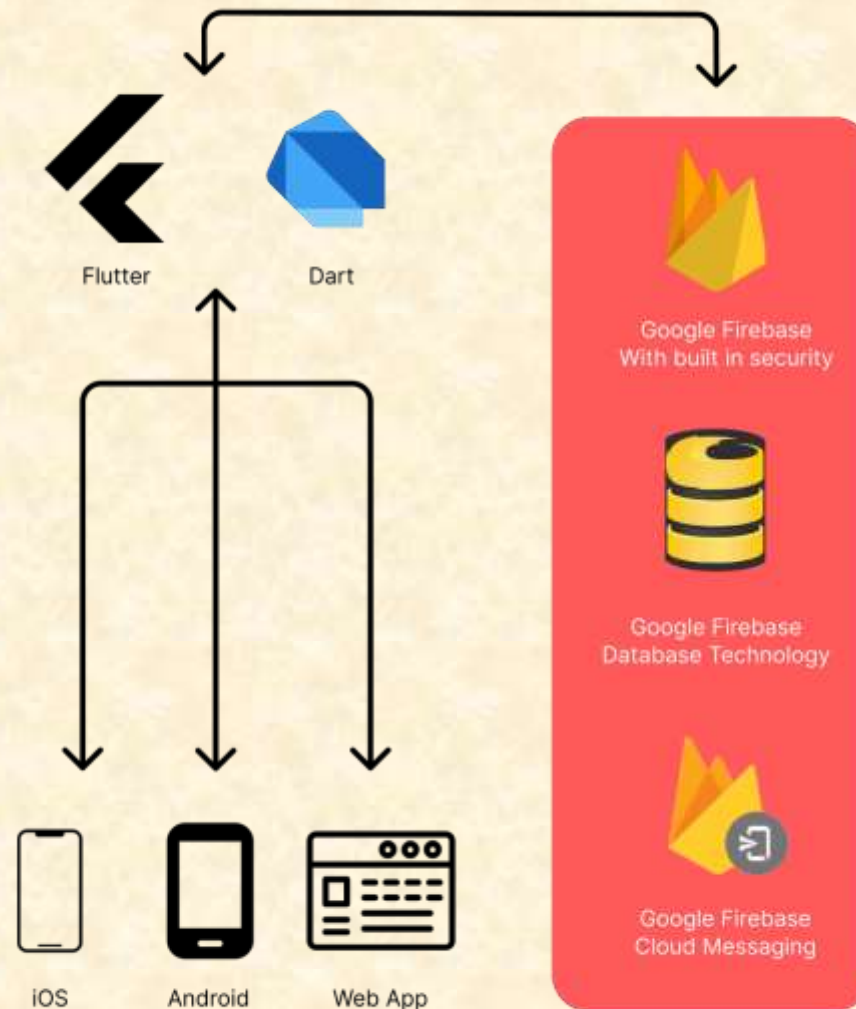 Flutter
Dart
Google Firebase
With built in security
Google Firebase
Database Technology
Google Firebase
Cloud Messaging
iOS
Android
Web App